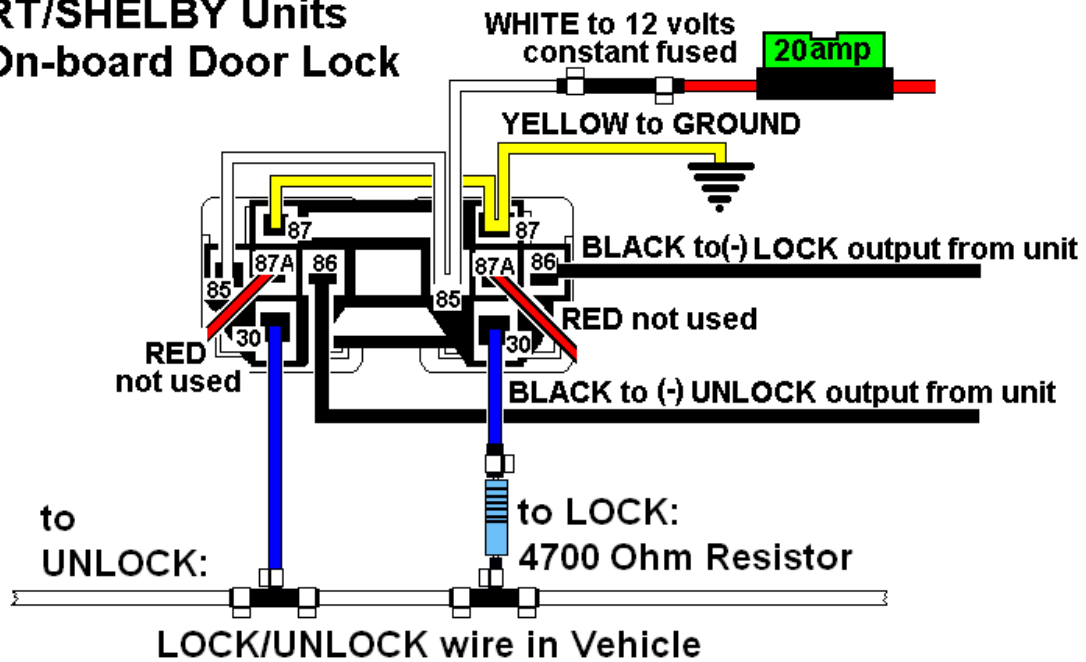 RT/SHELBY Units
On-board Door Lock
WHITE to 12 volts
constant fused
20amp
YELLOW to GROUND
87
87
BLACK to(-) LOCK output from unit
87A
86
87A
86
85
85
RED not used
30
30
RED
not used
BLACK to (-) UNLOCK output from unit
to
UNLOCK:
to LOCK:
4700 Ohm Resistor
LOCK/UNLOCK wire in Vehicle